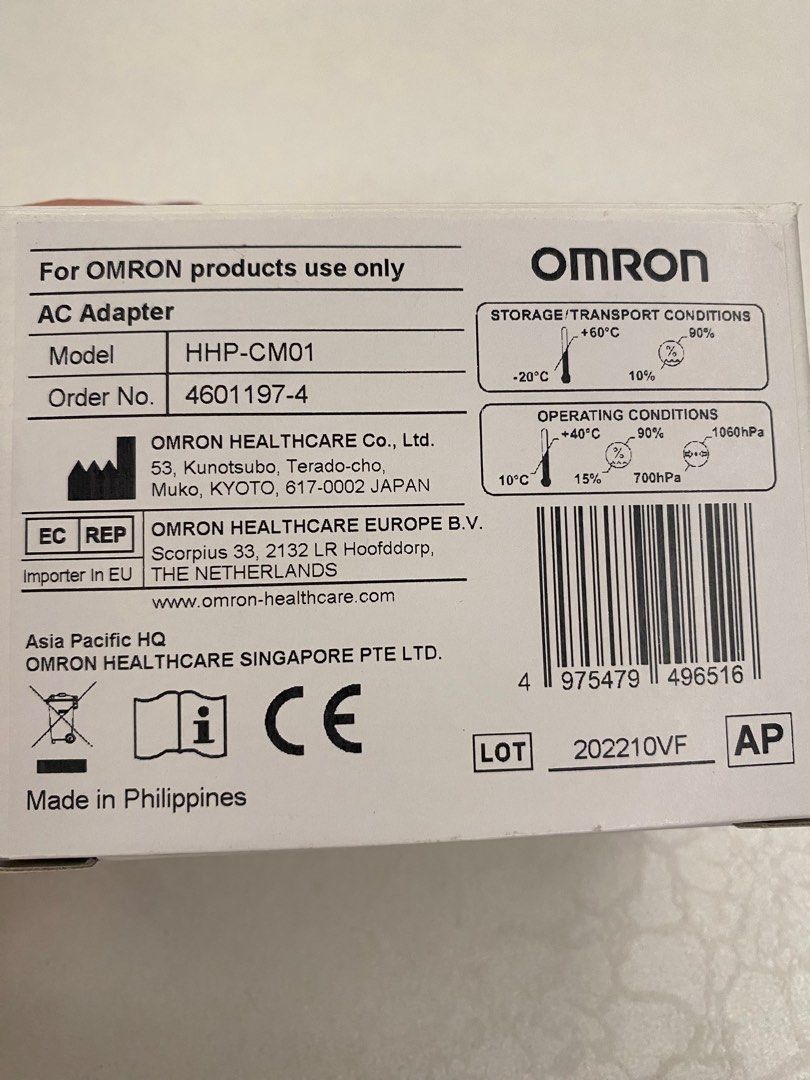 For OMRON products use only
AC Adapter
Model HHP-CM01
Order No. 4601197-4
OMRON HEALTHCARE Co., Ltd.
53, Kunotsubo, Terado-cho,
Muko, KYOTO, 617-0002 JAPAN
EC REP
OMRON HEALTHCARE EUROPE B.V.
Scorpius 33, 2132 LR Hoofddorp,
Importer In EU
THE NETHERLANDS
www.omron-healthcare.com
Asia Pacific HQ
OMRON HEALTHCARE SINGAPORE PTE LTD.
i
CE
Made in Philippines
OMRON
STORAGE/TRANSPORT CONDITIONS
+60°C 90%
%
-20°C 10%
OPERATING CONDITIONS
+40°C 90% 1060hPa
%
10°C 15% 700hPa
4 975479 496516
LOT 202210VF AP